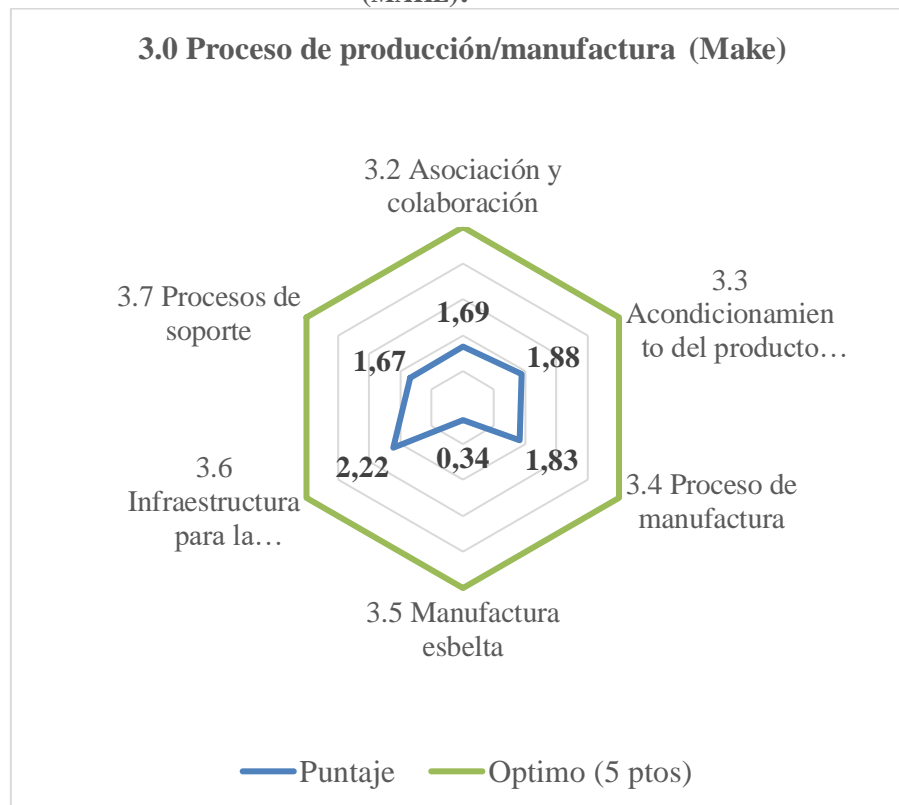 (MAKE).
3.0 Proceso de producción/manufactura (Make)
3.2 Asociación y
colaboración
3.3
Acondicionamien
to del producto…
3.7 Procesos de
soporte
1,69
1,67
1,88
2,22
0,34
1,83
3.6
Infraestructura
para la…
3.4 Proceso de
manufactura
3.5 Manufactura
esbelta
Puntaje
Optimo (5 ptos)